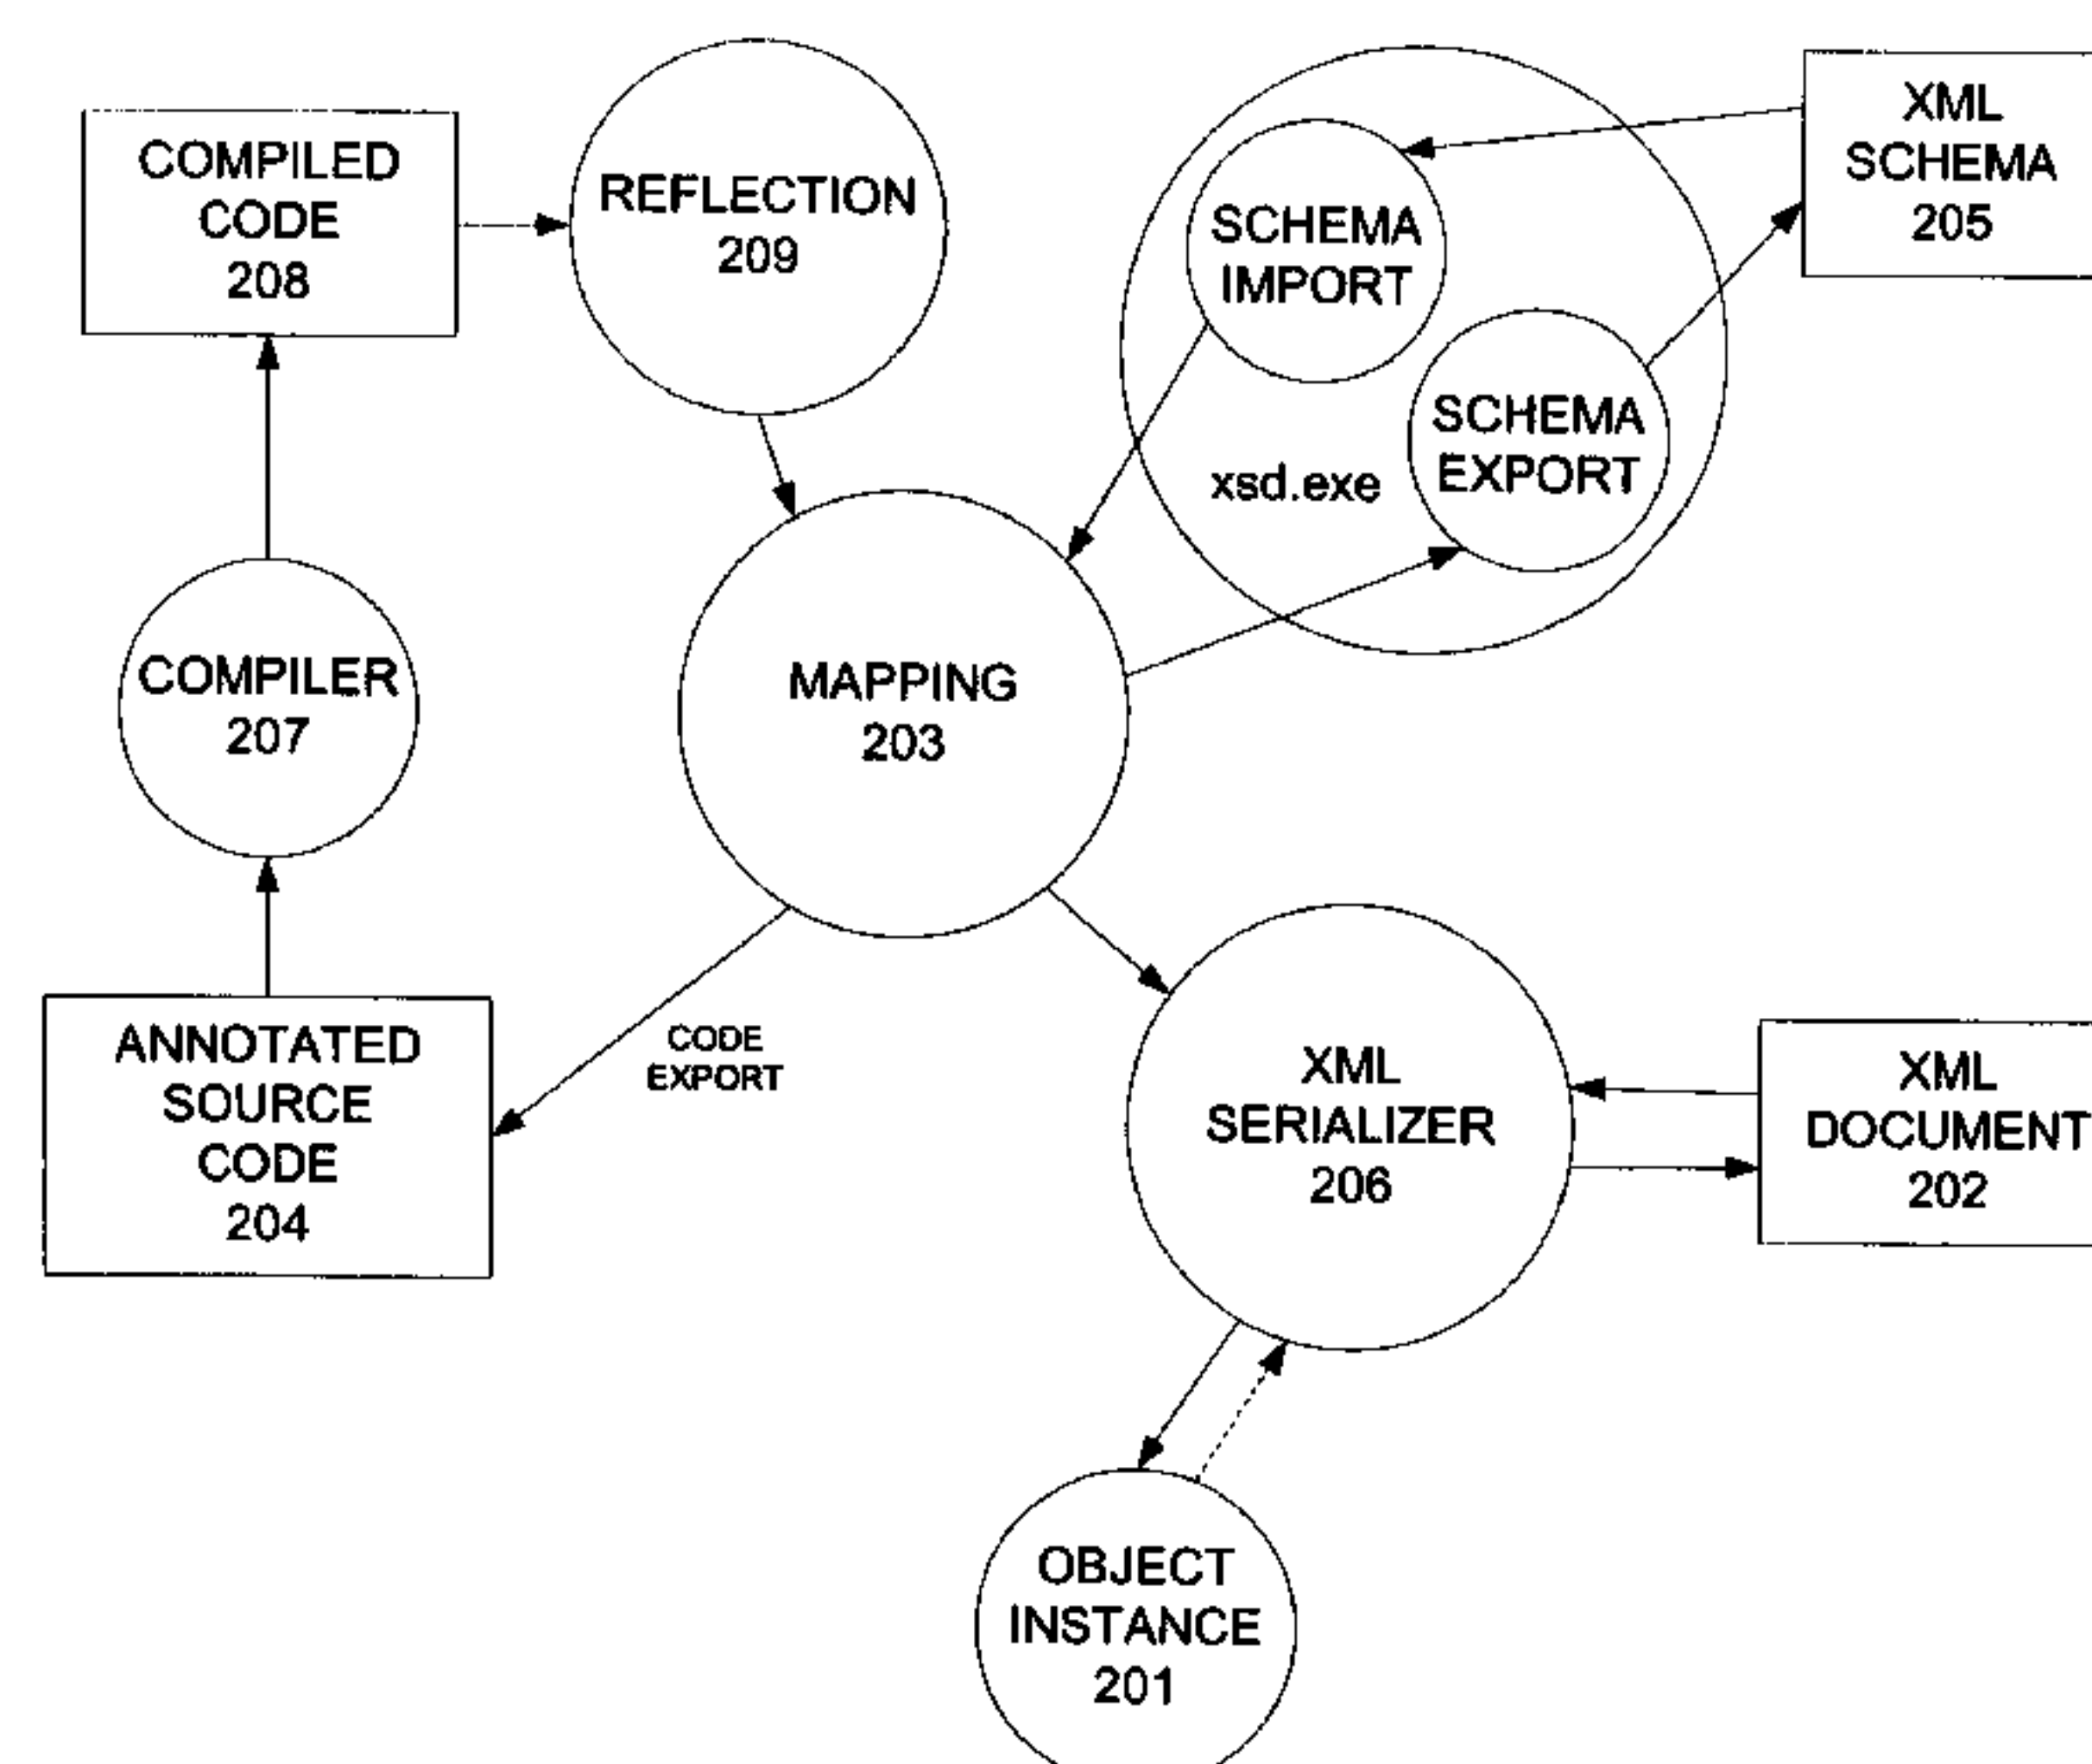 COMPILED
CODE
208
REFLECTION
209
SCHEMA
IMPORT
XML
SCHEMA
205
SCHEMA
EXPORT
xsd.exe
COMPILER
207
MAPPING
203
ANNOTATED
SOURCE
CODE
204
CODE
EXPORT
XML
SERIALIZER
206
XML
DOCUMENT
202
OBJECT
INSTANCE
201